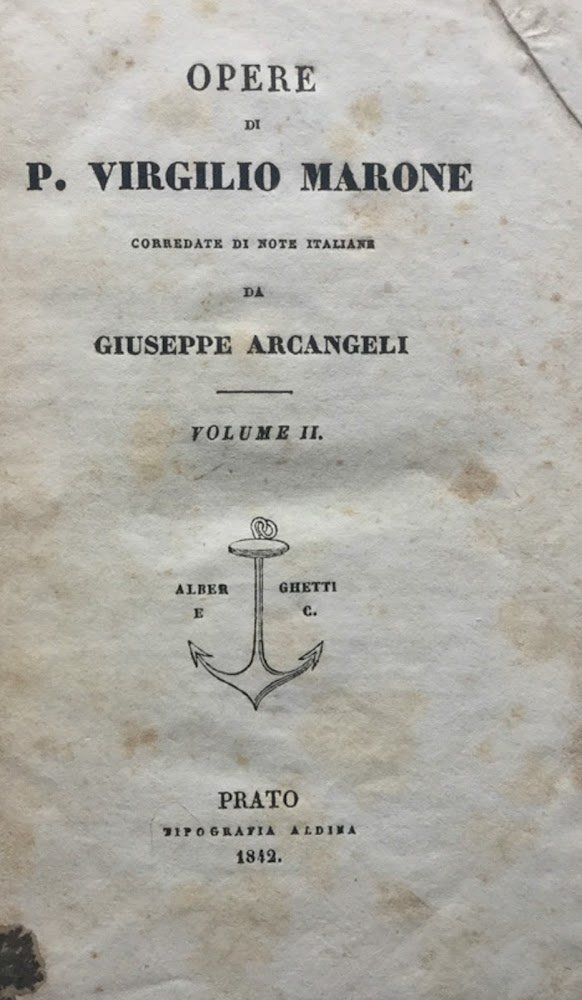 OPERE
DI
P. VIRGILIO MARONE
CORREDATE DI NOTE ITALIANE
DA
GIUSEPPE ARCANGELI
VOLUME II.
ALBER GHETTI
E C.
PRATO
TIPOGRAFIA ALDINA
1842.